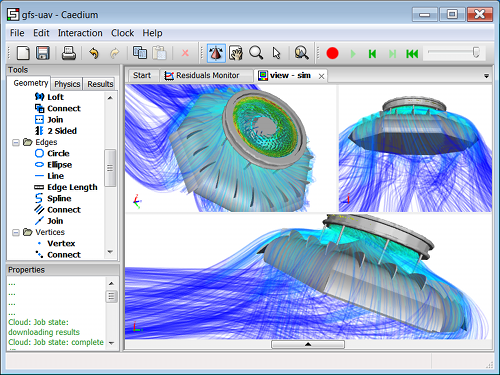 gfs-uav - Caedium
File Edit Interaction Clock Help
Tools
Geometry Physics Results
Loft
Connect
Join
2 Sided
Edges
Circle
Ellipse
Line
Edge Length
Spline
Connect
Join
Vertices
Vertex
Connect
Properties
...
...
...
Cloud: Job state:
downloading results
Cloud: Job state: complete
Start Residuals Monitor view - sim